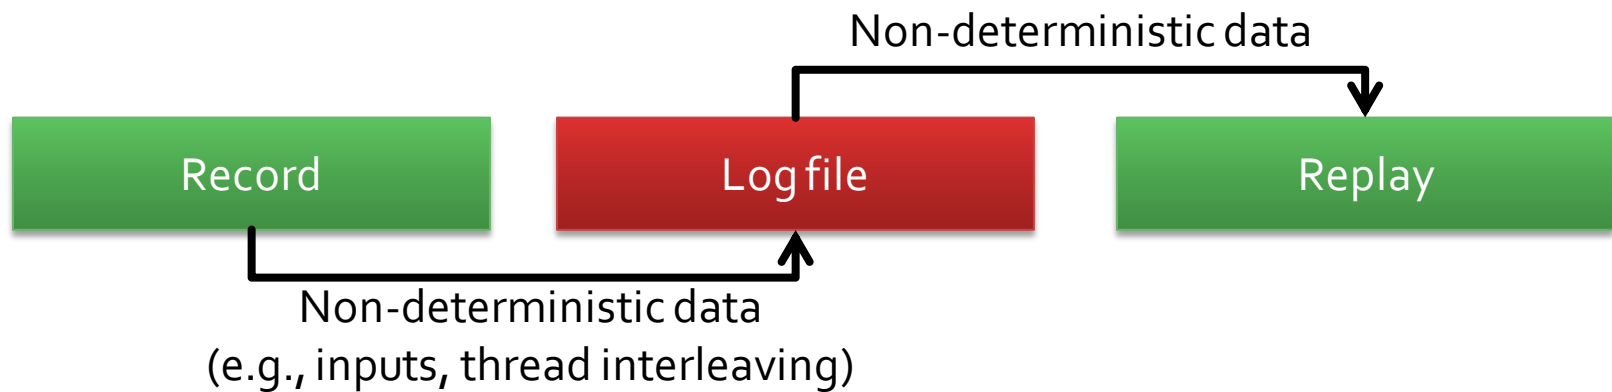 Non-deterministic data
Record
Log file
Replay
Non-deterministic data
(e.g., inputs, thread interleaving)